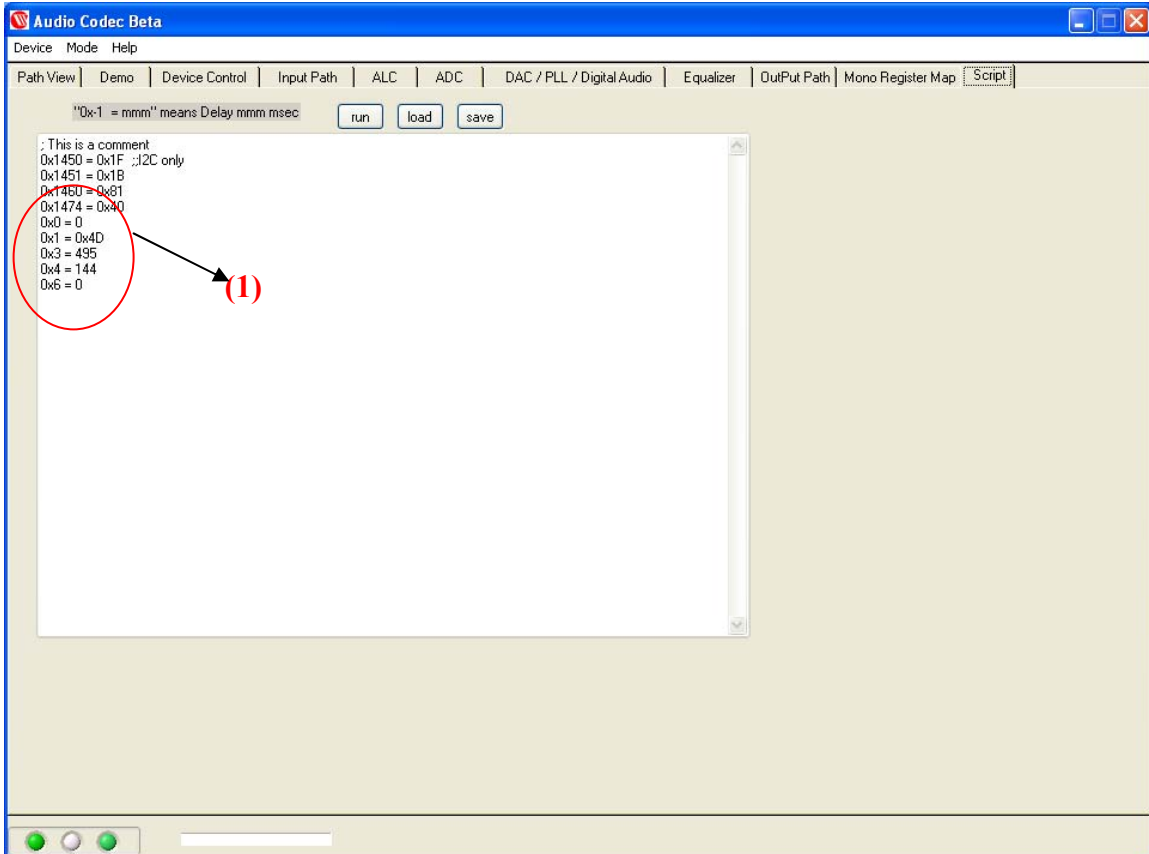 Audio Codec Beta
Device Mode Help
Path View Demo Device Control Input Path ALC ADC DAC / PLL / Digital Audio Equalizer OutPut Path Mono Register Map Script
"0x-1 = mmm" means Delay mmm msec run load save
; This is a comment
0x1450 = 0x1F ;;I2C only
0x1451 = 0x1B
0x1460 = 0x81
0x1474 = 0x40
0x0 = 0
0x1 = 0x4D
0x3 = 495
0x4 = 144
0x6 = 0
(1)